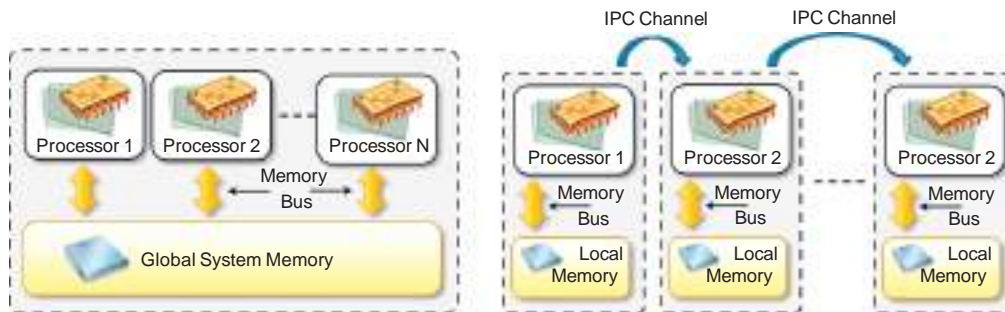 Processor 1
Processor 2
Processor N
Memory
Bus
Global System Memory
IPC Channel
IPC Channel
Processor 1
Processor 2
Processor 2
Memory
Bus
Memory
Bus
Memory
Bus
Local
Memory
Local
Memory
Local
Memory